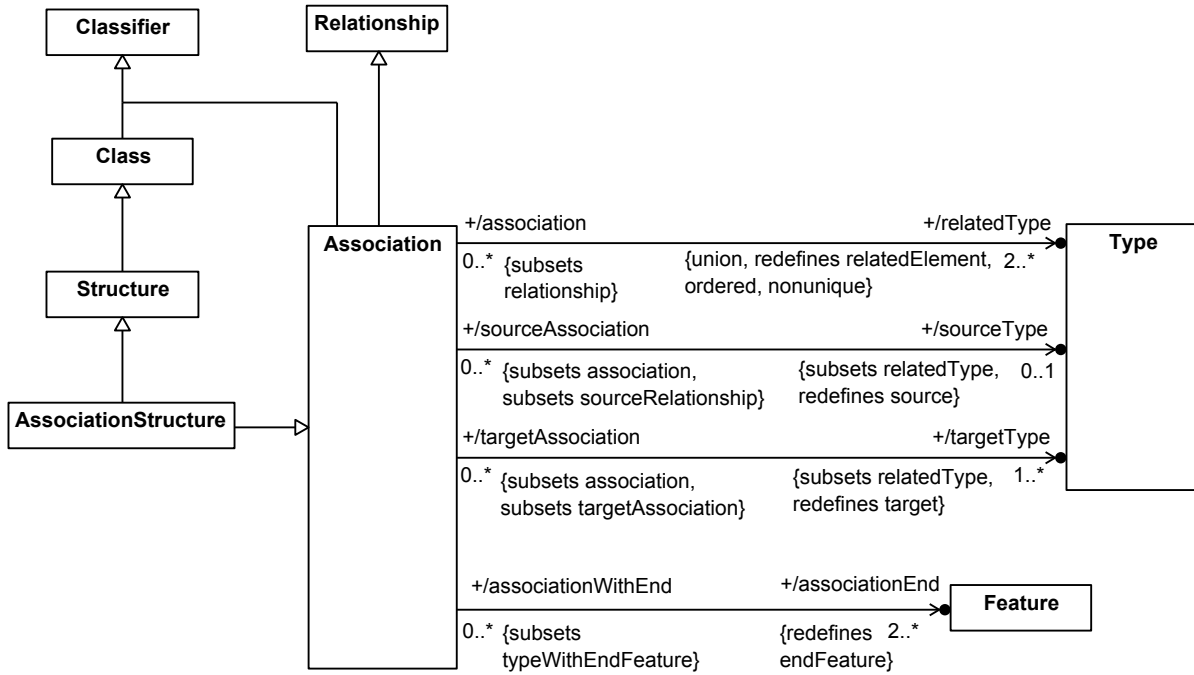 Classifier
Relationship
Class
Structure
AssociationStructure
Association
Type
+/association
+/relatedType
0..*
{subsets
relationship}
{union, redefines relatedElement,
ordered, nonunique}
2..*
+/sourceAssociation
+/sourceType
0..*
{subsets association,
subsets sourceRelationship}
{subsets relatedType,
redefines source}
0..1
+/targetAssociation
+/targetType
0..*
{subsets association,
subsets targetAssociation}
{subsets relatedType,
redefines target}
1..*
+/associationWithEnd
+/associationEnd
Feature
0..*
{subsets
typeWithEndFeature}
{redefines
endFeature}
2..*